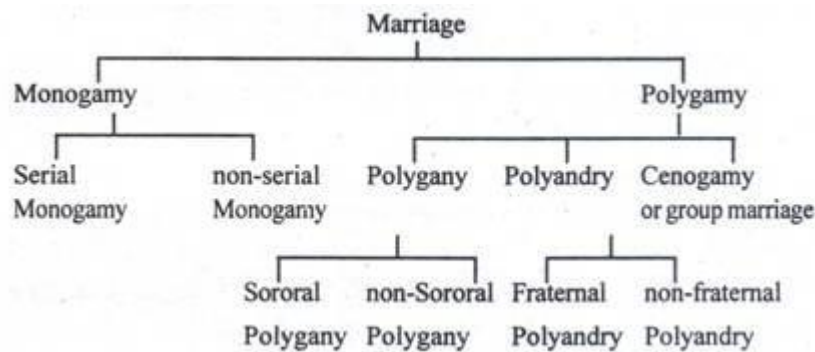 Marriage
Monogamy Polygamy
Serial non-serial Polygany Polyandry Cenogamy
Monogamy Monogamy or group marriage
Sororal non-Sororal Fraternal non-fraternal
Polygany Polygany Polyandry Polyandry